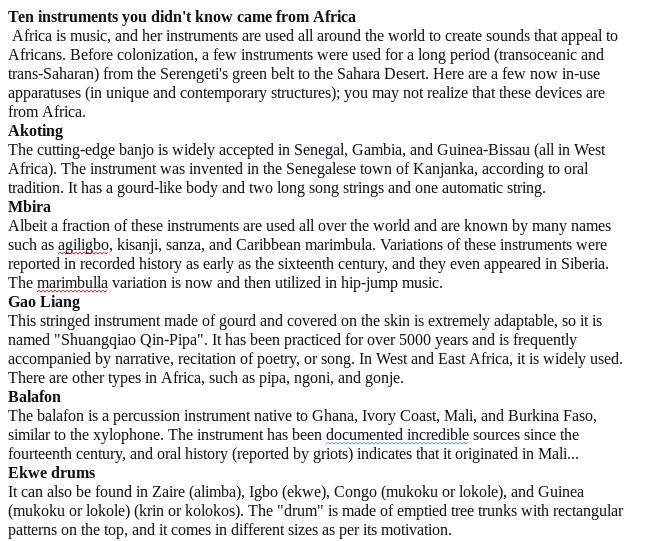 Ten instruments you didn't know came from Africa
Africa is music, and her instruments are used all around the world to create sounds that appeal to
Africans. Before colonization, a few instruments were used for a long period (transoceanic and
trans-Saharan) from the Serengeti's green belt to the Sahara Desert. Here are a few now in-use
apparatuses (in unique and contemporary structures); you may not realize that these devices are
from Africa.
Akoting
The cutting-edge banjo is widely accepted in Senegal, Gambia, and Guinea-Bissau (all in West
Africa). The instrument was invented in the Senegalese town of Kanjanka, according to oral
tradition. It has a gourd-like body and two long song strings and one automatic string.
Mbira
Albeit a fraction of these instruments are used all over the world and are known by many names
such as agiligbo, kisanji, sanza, and Caribbean marimbula. Variations of these instruments were
reported in recorded history as early as the sixteenth century, and they even appeared in Siberia.
The marimbulla variation is now and then utilized in hip-jump music.
Gao Liang
This stringed instrument made of gourd and covered on the skin is extremely adaptable, so it is
named "Shuangqiao Qin-Pipa". It has been practiced for over 5000 years and is frequently
accompanied by narrative, recitation of poetry, or song. In West and East Africa, it is widely used.
There are other types in Africa, such as pipa, ngoni, and gonje.
Balafon
The balafon is a percussion instrument native to Ghana, Ivory Coast, Mali, and Burkina Faso,
similar to the xylophone. The instrument has been documented incredible sources since the
fourteenth century, and oral history (reported by griots) indicates that it originated in Mali...
Ekwe drums
It can also be found in Zaire (alimba), Igbo (ekwe), Congo (mukoku or lokole), and Guinea
(mukoku or lokole) (krin or kolokos). The "drum" is made of emptied tree trunks with rectangular
patterns on the top, and it comes in different sizes as per its motivation.